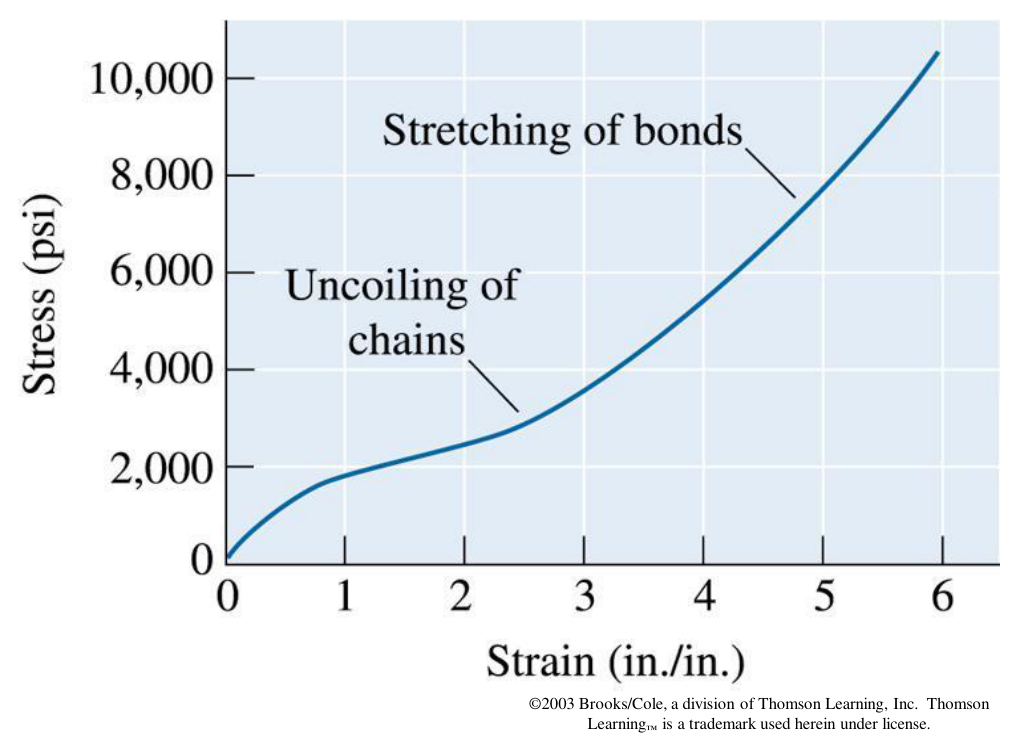 10,000
Stretching of bonds
8,000
6,000
Uncoiling of
chains
4,000
2,000
0
Stress (psi)
0 1 2 3 4 5 6
Strain (in./in.)
©2003 Brooks/Cole, a division of Thomson Learning, Inc. Thomson
Learning™ is a trademark used herein under license.